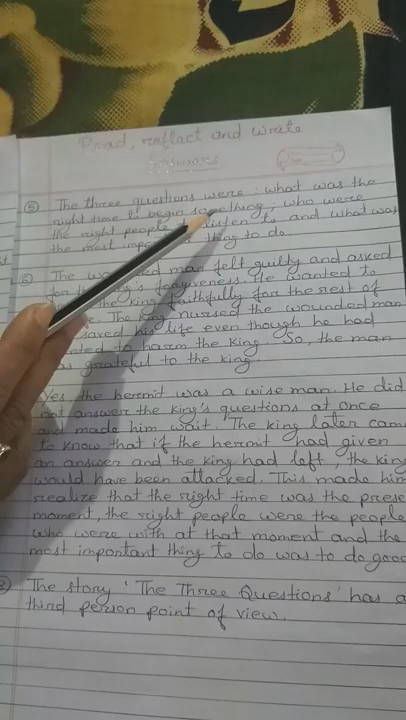 Read, reflect and write
Answers
5 The three questions were: what was the
right time to begin something; who were
the right people to listen to and what was
the most important thing to do.
6 The wounded man felt guilty and asked
for the king's forgiveness. He wanted to
the king faithfully for the rest of
The king nursed the wounded man
saved his life even though he had
to harm the king. So, the man
was grateful to the king.
Yes the hermit was a wise man. He did
not answer the king's questions at once
and made him wait. The king later cam
to know that if the hermit had given
an answer and the king had left, the king
would have been attacked. This made him
realize that the right time was the prese
moment, the right people were the people
who were with at that moment and the
most important thing to do was to do good
The story 'The Three Questions' has a
third person point of view.